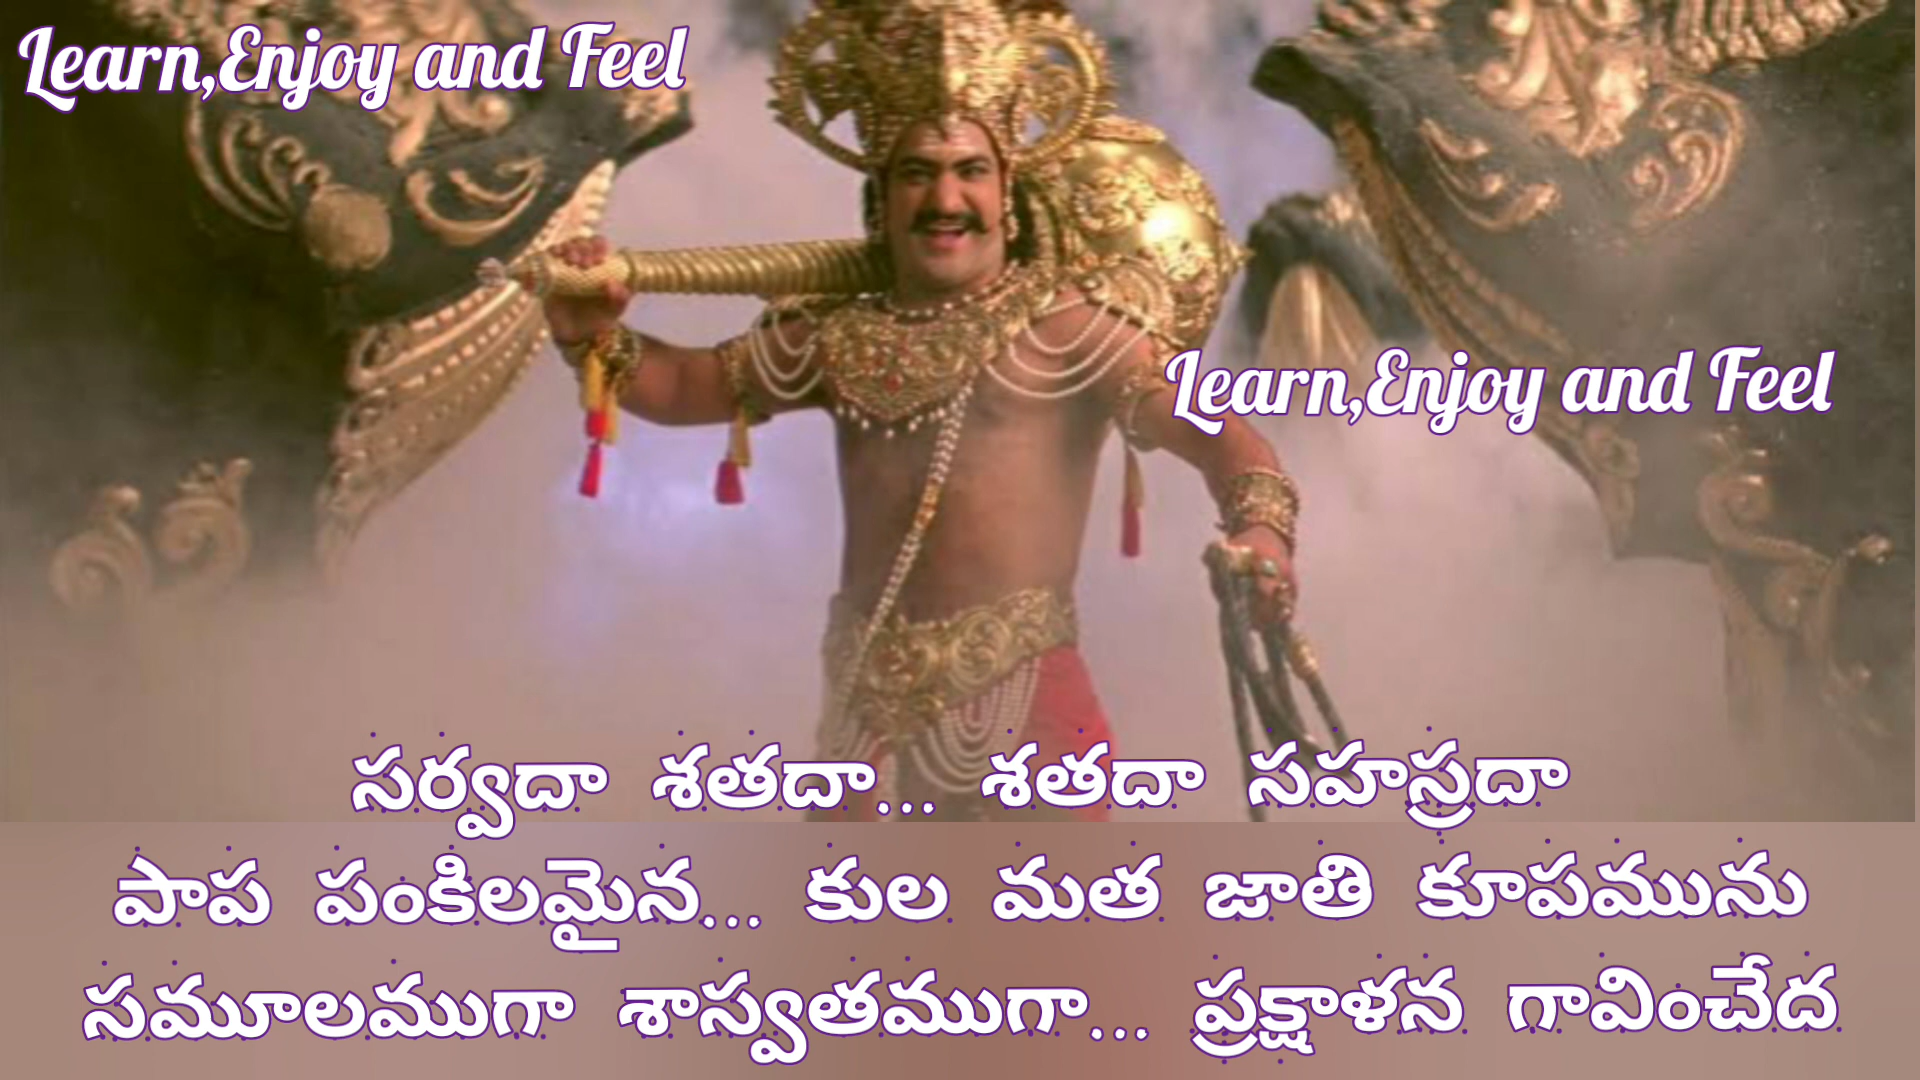 Learn,Enjoy and Feel
Learn,Enjoy and Feel
సర్వదా శతదా... శతదా సహస్రదా
పాప పంకిలమైన... కుల మత జాతి కూపమును
సమూలముగా శాస్వతముగా... ప్రక్షాళన గావించేద